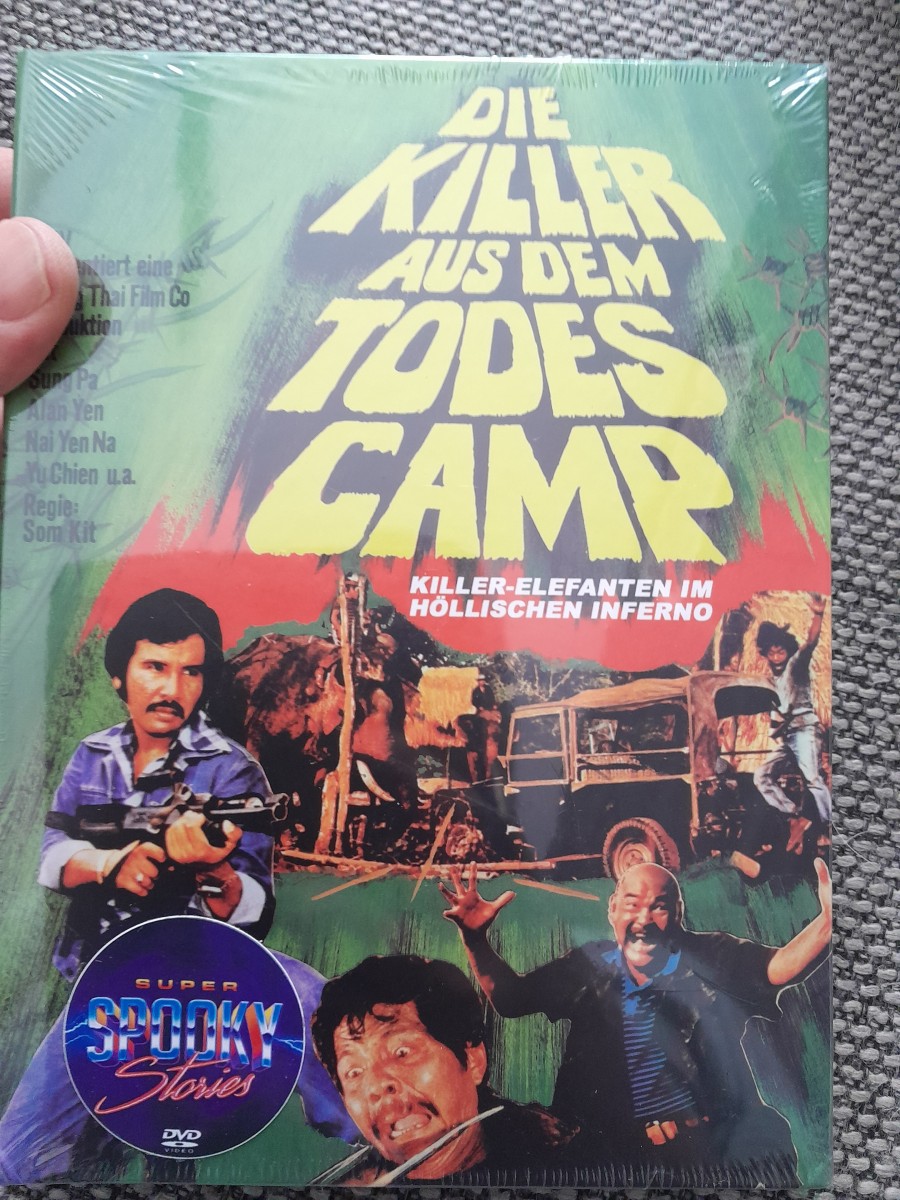 DIE
KILLER
AUS DEM
TODES
CAMP
KILLER-ELEFANTEN IM
HÖLLISCHEN INFERNO
eine
Thai Film Co
Sung Pa
Alan Yen
Nai Yen Na
Yu Chien u.a.
Regie:
Som Kit
SUPER
SPOOKY
Stories
DVD
VIDEO